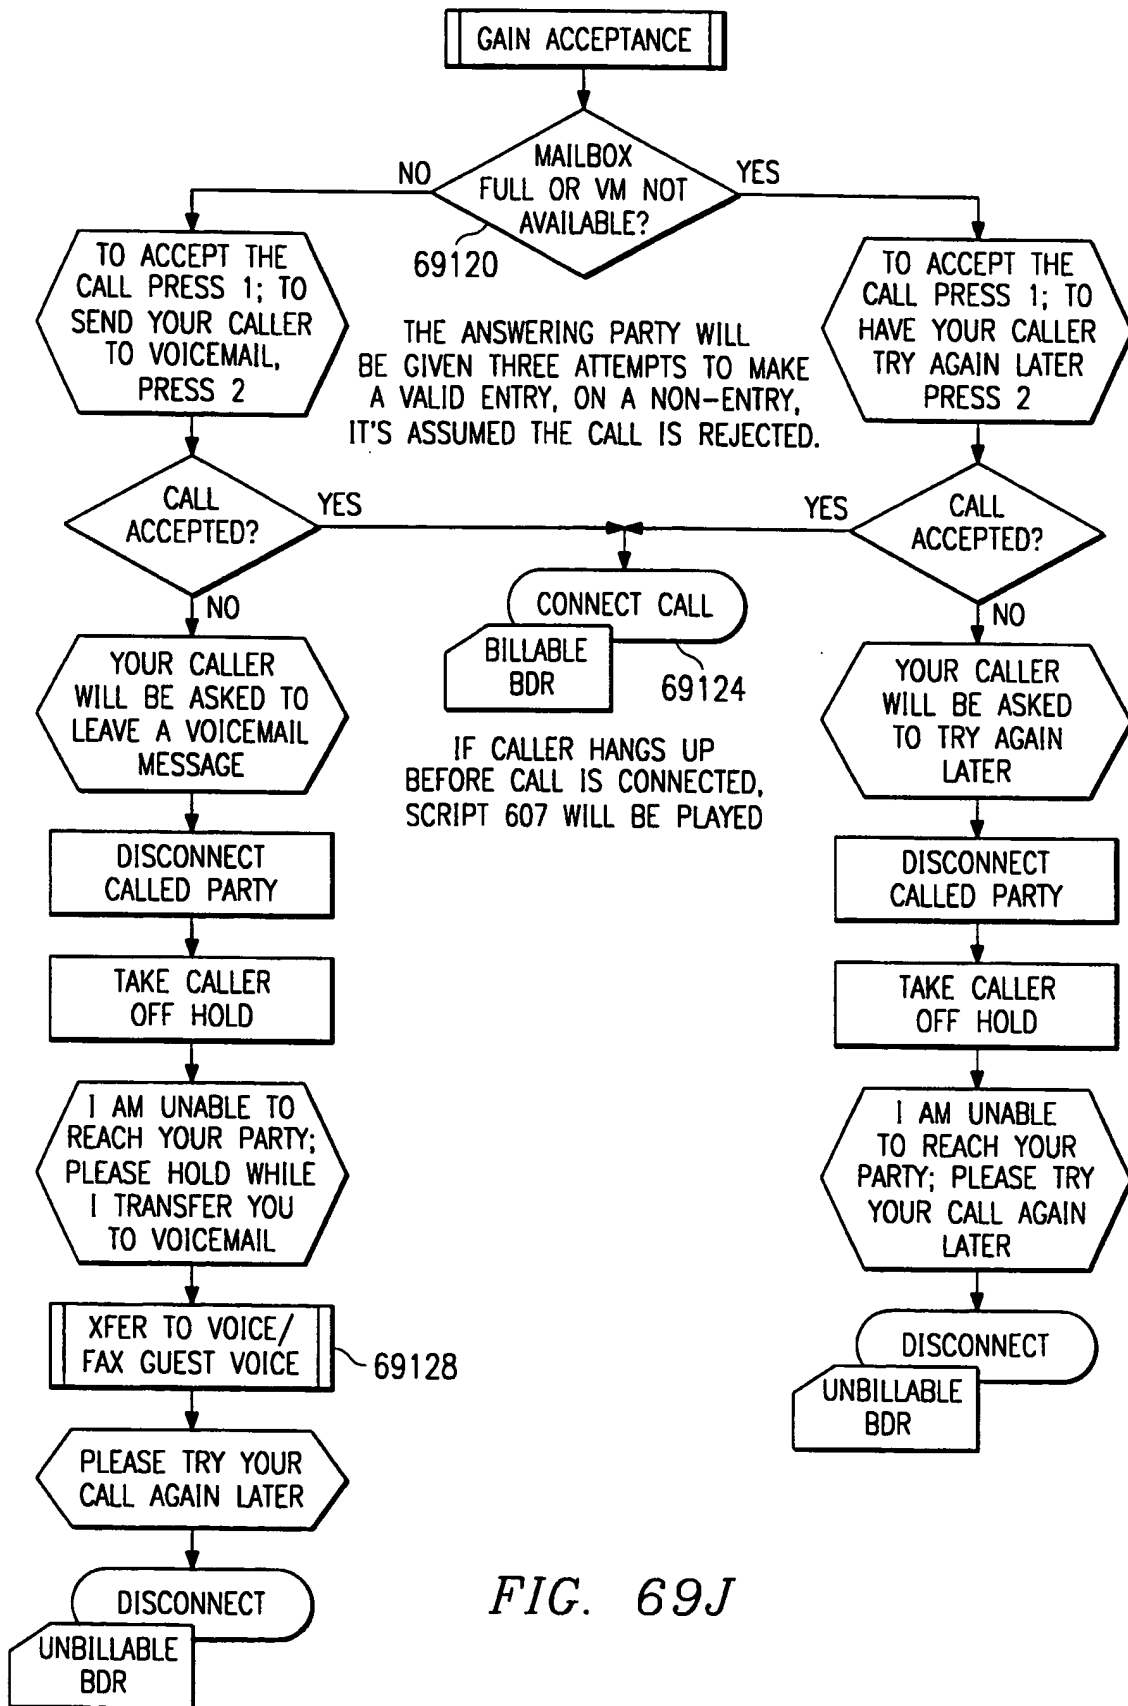 GAIN ACCEPTANCE
MAILBOX
FULL OR VM NOT
AVAILABLE?
NO
YES
69120
TO ACCEPT THE
CALL PRESS 1; TO
SEND YOUR CALLER
TO VOICEMAIL,
PRESS 2
THE ANSWERING PARTY WILL
BE GIVEN THREE ATTEMPTS TO MAKE
A VALID ENTRY, ON A NON-ENTRY,
IT'S ASSUMED THE CALL IS REJECTED.
TO ACCEPT THE
CALL PRESS 1; TO
HAVE YOUR CALLER
TRY AGAIN LATER
PRESS 2
CALL
ACCEPTED?
YES
NO
YES
CALL
ACCEPTED?
NO
CONNECT CALL
BILLABLE
BDR
69124
IF CALLER HANGS UP
BEFORE CALL IS CONNECTED,
SCRIPT 607 WILL BE PLAYED
YOUR CALLER
WILL BE ASKED TO
LEAVE A VOICEMAIL
MESSAGE
DISCONNECT
CALLED PARTY
TAKE CALLER
OFF HOLD
I AM UNABLE TO
REACH YOUR PARTY;
PLEASE HOLD WHILE
I TRANSFER YOU
TO VOICEMAIL
XFER TO VOICE/
FAX GUEST VOICE
69128
PLEASE TRY YOUR
CALL AGAIN LATER
DISCONNECT
UNBILLABLE
BDR
YOUR CALLER
WILL BE ASKED
TO TRY AGAIN
LATER
DISCONNECT
CALLED PARTY
TAKE CALLER
OFF HOLD
I AM UNABLE
TO REACH YOUR
PARTY; PLEASE TRY
YOUR CALL AGAIN
LATER
DISCONNECT
UNBILLABLE
BDR
FIG. 69J